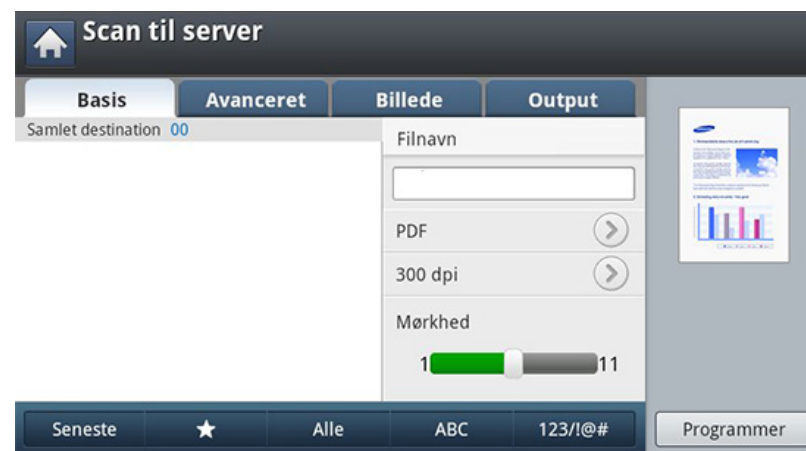 Scan til server
Basis
Avanceret
Billede
Output
Samlet destination 00
Filnavn
PDF
300 dpi
Mørkhed
1
11
Seneste
Alle
ABC
123/!@#
Programmer